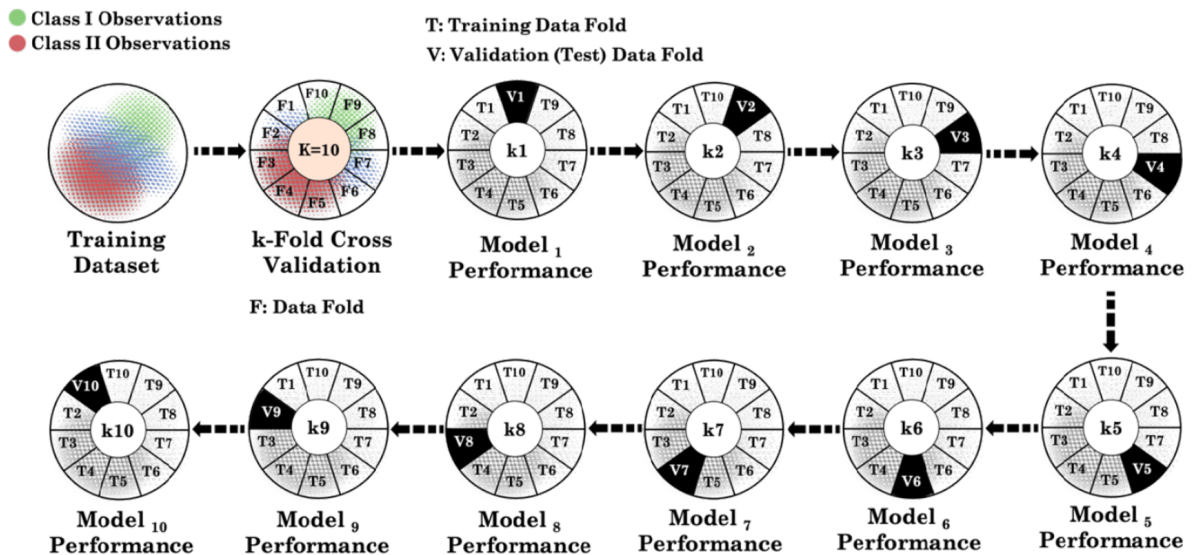 Class I Observations
Class II Observations
T: Training Data Fold
V: Validation (Test) Data Fold
F1 F10 F9 F8 F7 F6 F5 F4 F3 F2
K=10
T1 V1 T9 T8 T7 T6 T5 T4 T3 T2
k1
T1 T10 V2 T8 T7 T6 T5 T4 T3 T2
k2
T1 T10 T9 V3 T7 T6 T5 T4 T3 T2
k3
T1 T10 T9 T8 V4 T6 T5 T4 T3 T2
k4
Training
Dataset
k-Fold Cross
Validation
Model 1
Performance
Model 2
Performance
Model 3
Performance
Model 4
Performance
F: Data Fold
V10 T10 T9 T8 T7 T6 T5 T4 T3 T2
k10
T1 T10 T9 T8 T7 T6 T5 T4 T3 V9
k9
T1 T10 T9 T8 T7 T6 T5 T4 V8 T2
k8
T1 T10 T9 T8 T7 T6 T5 V7 T3 T2
k7
T1 T10 T9 T8 T7 T6 V6 T4 T3 T2
k6
T1 T10 T9 T8 T7 V5 T5 T4 T3 T2
k5
Model 10
Performance
Model 9
Performance
Model 8
Performance
Model 7
Performance
Model 6
Performance
Model 5
Performance